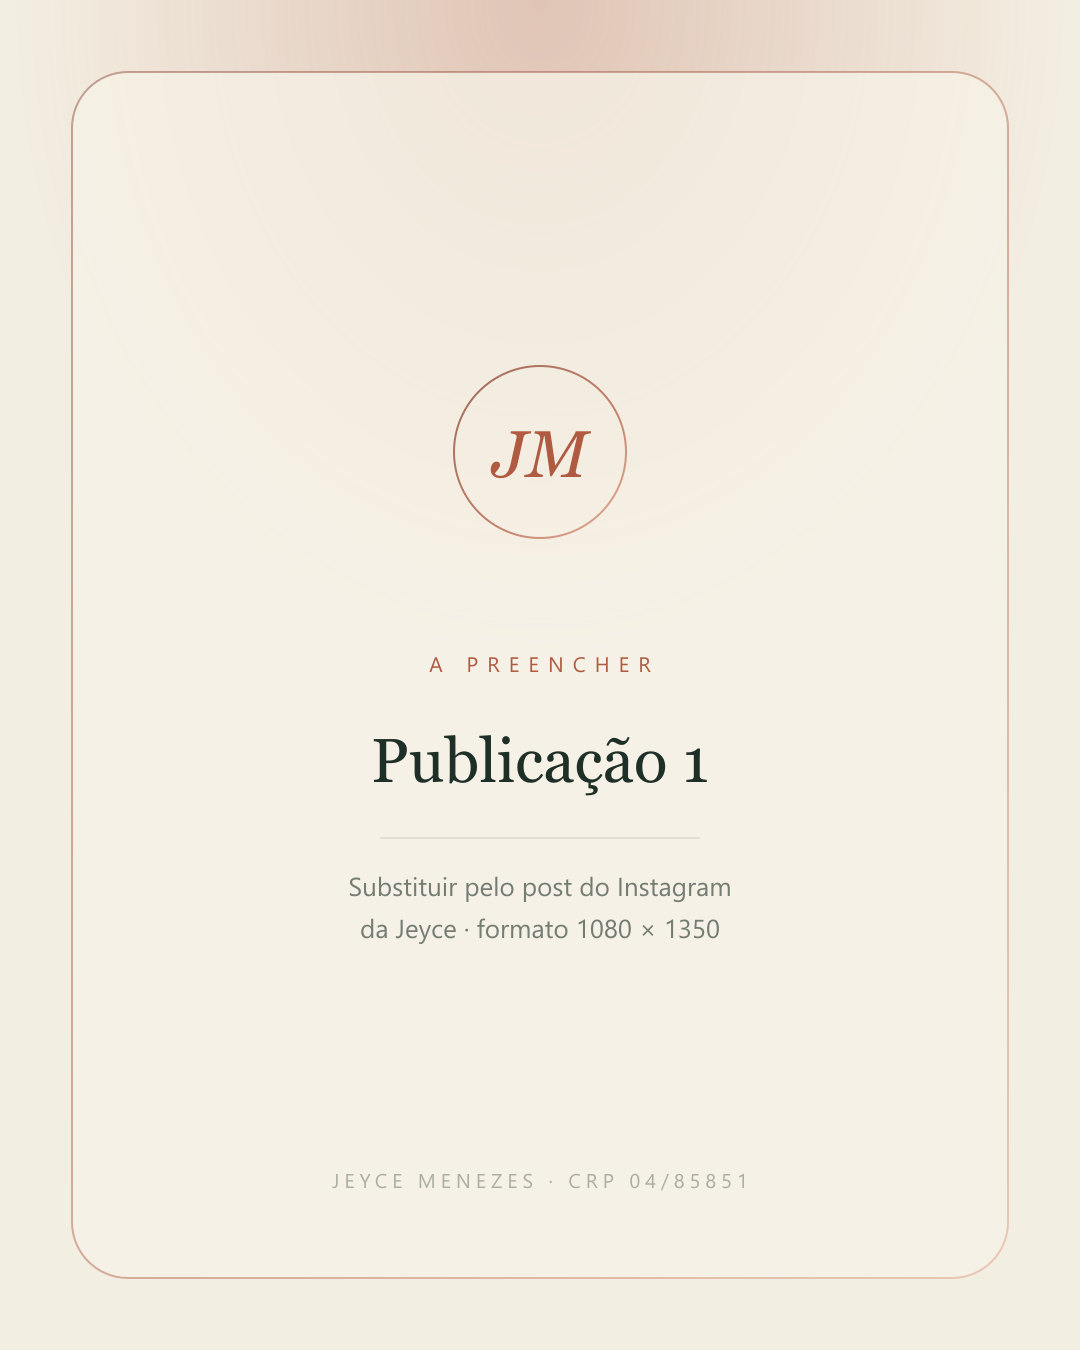 JM
A PREENCHER
Publicação 1
Substituir pelo post do Instagram
da Jeyce · formato 1080 × 1350
JEYCE MENEZES · CRP 04/85851